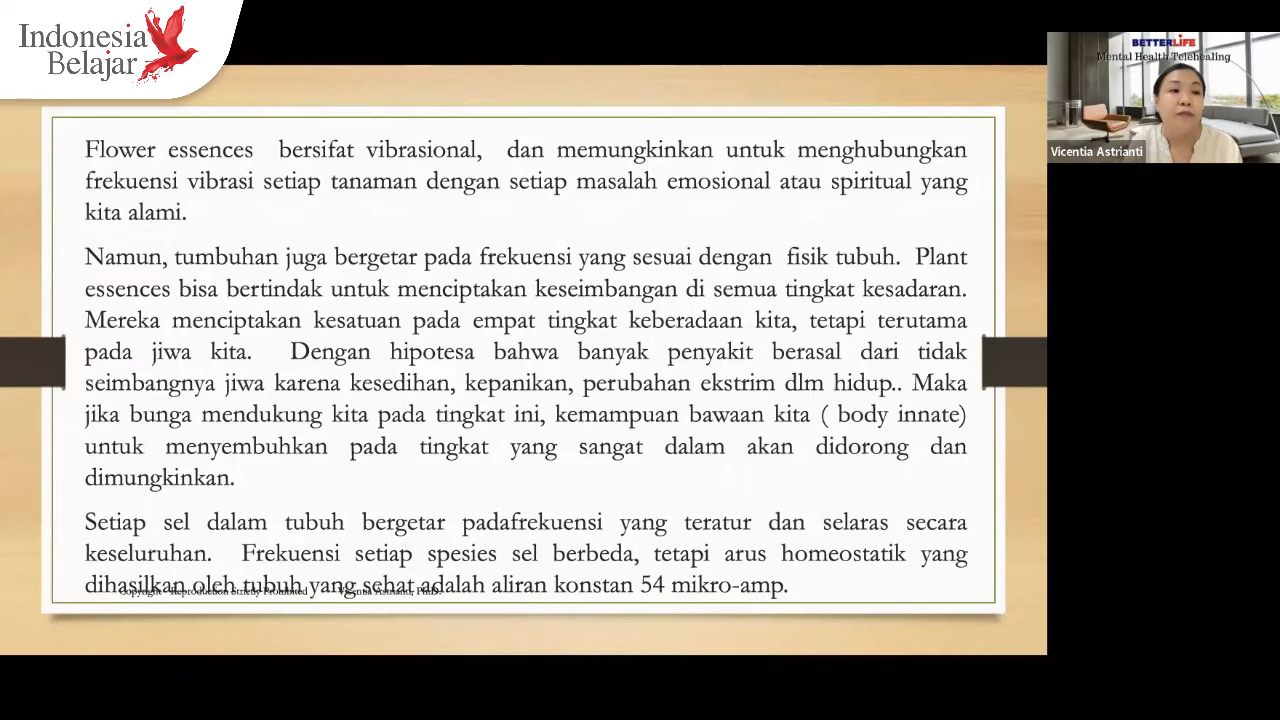 Indonesia
Belajar
BETTERLIFE
Mental Health Telehealing
Vicentia Astrianti
Flower essences bersifat vibrasional, dan memungkinkan untuk menghubungkan
frekuensi vibrasi setiap tanaman dengan setiap masalah emosional atau spiritual yang
kita alami.
Namun, tumbuhan juga bergetar pada frekuensi yang sesuai dengan fisik tubuh. Plant
essences bisa bertindak untuk menciptakan keseimbangan di semua tingkat kesadaran.
Mereka menciptakan kesatuan pada empat tingkat keberadaan kita, tetapi terutama
pada jiwa kita. Dengan hipotesa bahwa banyak penyakit berasal dari tidak
seimbangnya jiwa karena kesedihan, kepanikan, perubahan ekstrim dlm hidup.. Maka
jika bunga mendukung kita pada tingkat ini, kemampuan bawaan kita ( body innate)
untuk menyembuhkan pada tingkat yang sangat dalam akan didorong dan
dimungkinkan.
Setiap sel dalam tubuh bergetar padafrekuensi yang teratur dan selaras secara
keseluruhan. Frekuensi setiap spesies sel berbeda, tetapi arus homeostatik yang
dihasilkan oleh tubuh yang sehat adalah aliran konstan 54 mikro-amp.
Copyright - Reproduction Strictly Prohibited